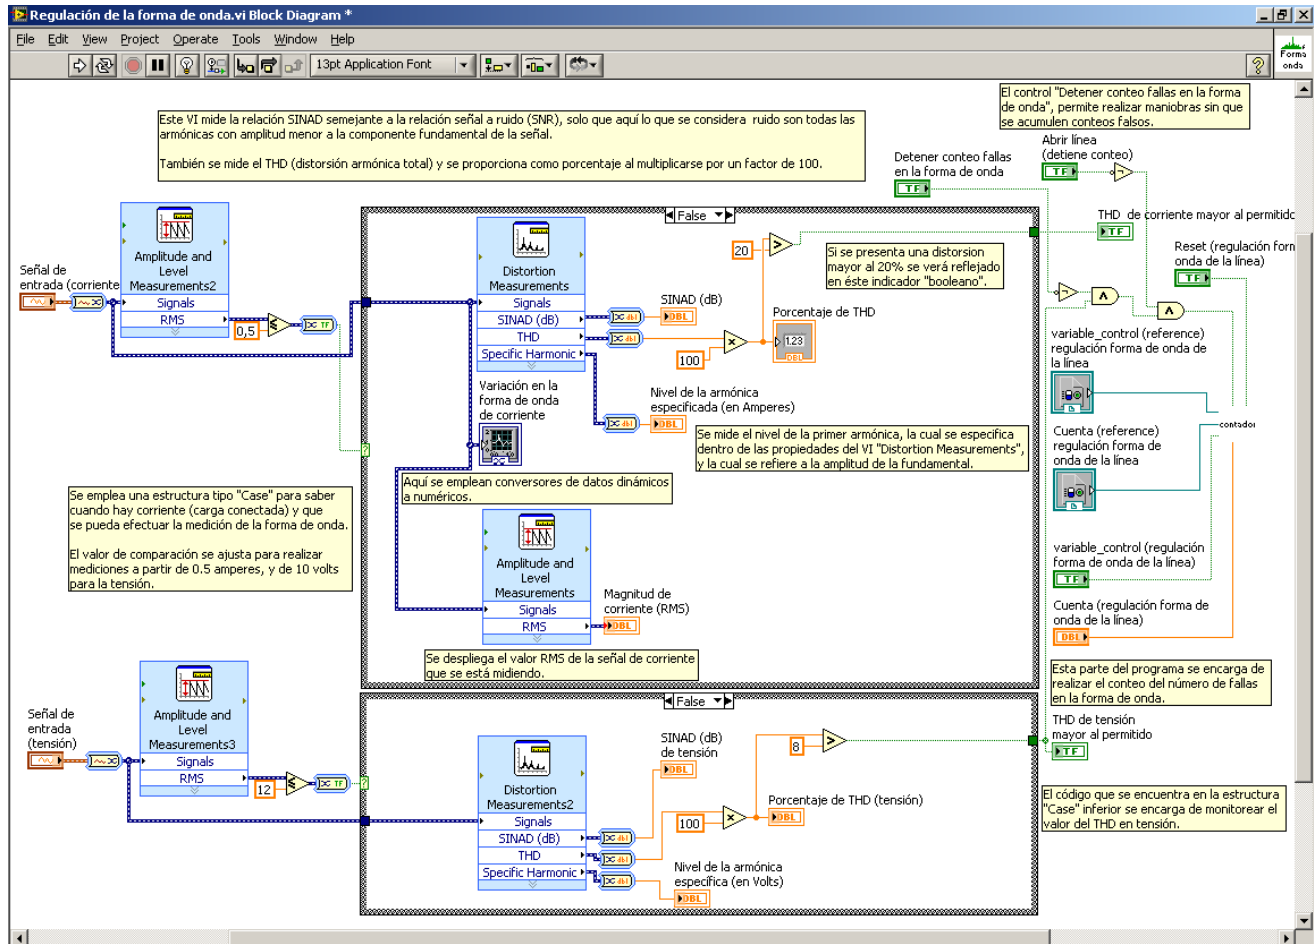 Regulación de la forma de onda.vi Block Diagram *
File Edit View Project Operate Tools Window Help
13pt Application Font
Forma
onda
Este VI mide la relación SINAD semejante a la relación señal a ruido (SNR), solo que aquí lo que se considera ruido son todas las
armónicas con amplitud menor a la componente fundamental de la señal.
También se mide el THD (distorsión armónica total) y se proporciona como porcentaje al multiplicarse por un factor de 100.
El control "Detener conteo fallas en la forma
de onda", permite realizar maniobras sin que
se acumulen conteos falsos.
Abrir línea
(detiene conteo)
TF
Detener conteo fallas
en la forma de onda
TF
THD de corriente mayor al permitido
TF
Reset (regulación forn
onda de la línea)
TF
Señal de
entrada (corriente
Amplitude and
Level
Measurements2
Signals
RMS
0,5
TF
False
Distortion
Measurements
Signals
SINAD (dB)
THD
Specific Harmonic
20
Si se presenta una distorsion
mayor al 20% se verá reflejado
en éste indicador "booleano".
SINAD (dB)
DBL
Porcentaje de THD
1.23
DBL
100
Variación en la
forma de onda
de corriente
Nivel de la armónica
especificada (en Amperes)
DBL
Se mide el nivel de la primer armónica, la cual se especifica
dentro de las propiedades del VI "Distortion Measurements",
y la cual se refiere a la amplitud de la fundamental.
Aquí se emplean conversores de datos dinámicos
a numéricos.
Amplitude and
Level
Measurements
Signals
RMS
Magnitud de
corriente (RMS)
DBL
Se despliega el valor RMS de la señal de corriente
que se está midiendo.
Se emplea una estructura tipo "Case" para saber
cuando hay corriente (carga conectada) y que
se pueda efectuar la medición de la forma de onda.
El valor de comparación se ajusta para realizar
mediciones a partir de 0.5 amperes, y de 10 volts
para la tensión.
variable_control (reference)
regulación forma de onda de
la línea
contador
Cuenta (reference)
regulación forma de
onda de la línea
variable_control (regulación
forma de onda de la línea)
TF
Cuenta (regulación forma de
onda de la línea)
DBL
Esta parte del programa se encarga de
realizar el conteo del número de fallas
en la forma de onda.
THD de tensión
mayor al permitido
TF
Señal de
entrada
(tensión)
Amplitude and
Level
Measurements3
Signals
RMS
12
TF
False
Distortion
Measurements2
Signals
SINAD (dB)
THD
Specific Harmonic
SINAD (dB)
de tensión
DBL
8
100
Porcentaje de THD (tensión)
DBL
Nivel de la armónica
específica (en Volts)
DBL
El código que se encuentra en la estructura
"Case" inferior se encarga de monitorear el
valor del THD en tensión.